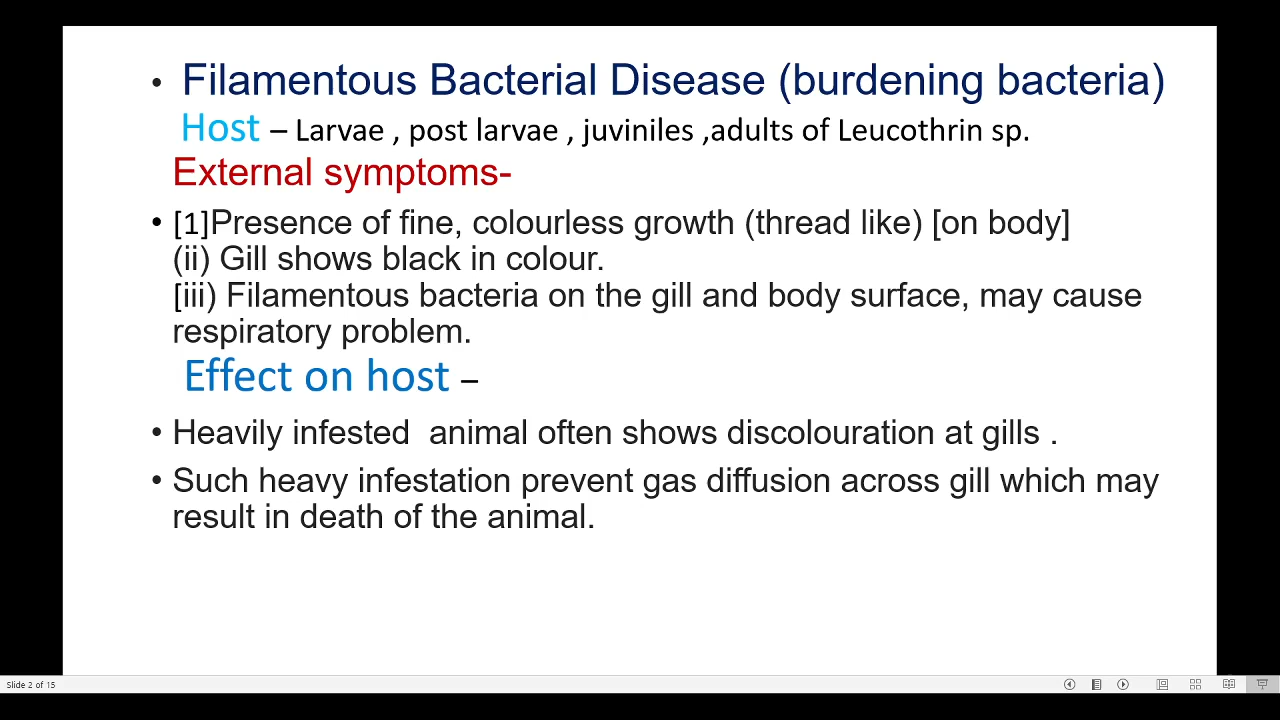 • Filamentous Bacterial Disease (burdening bacteria)
Host – Larvae , post larvae , juviniles ,adults of Leucothrin sp.
External symptoms-
• [1]Presence of fine, colourless growth (thread like) [on body]
(ii) Gill shows black in colour.
[iii) Filamentous bacteria on the gill and body surface, may cause
respiratory problem.
Effect on host –
• Heavily infested  animal often shows discolouration at gills .
• Such heavy infestation prevent gas diffusion across gill which may
result in death of the animal.
Slide 2 of 15